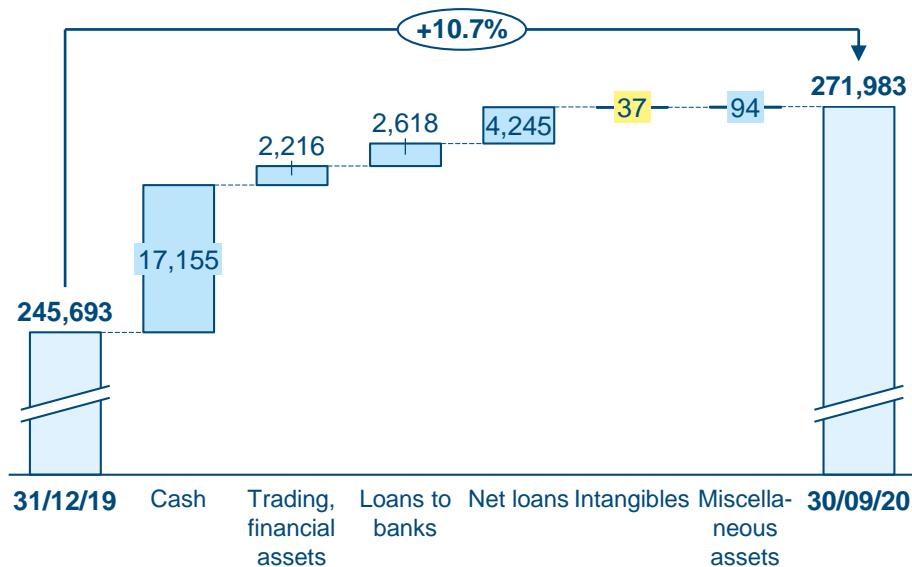 +10.7%
271,983
37
94
2,618
4,245
2,216
17,155
245,693
31/12/19
Cash
Trading,
financial
assets
Loans to
banks
Net loans
Intangibles
Miscella-
neous
assets
30/09/20